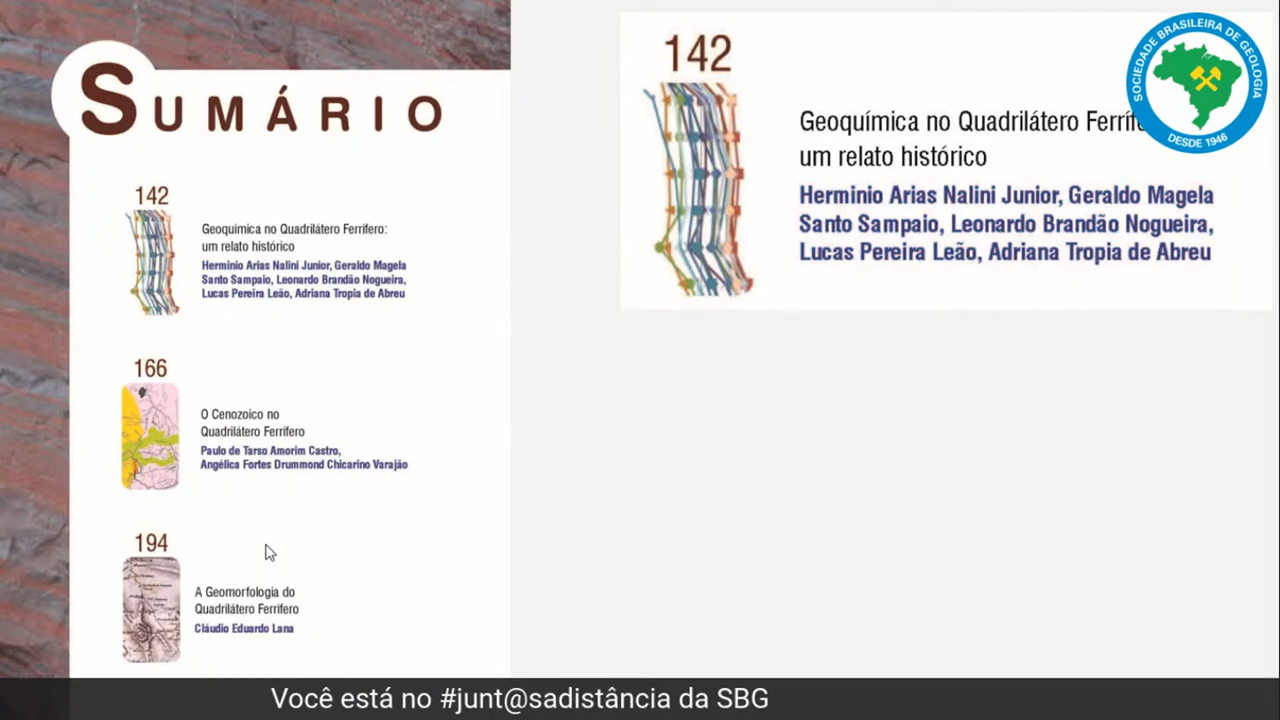 SUMÁRIO
142
Geoquímica no Quadrilátero Ferrífero:
um relato histórico
Herminio Arias Nalini Junior, Geraldo Magela
Santo Sampaio, Leonardo Brandão Nogueira,
Lucas Pereira Leão, Adriana Tropia de Abreu
166
O Cenozoico no
Quadrilátero Ferrífero
Paulo de Tarso Amorim Castro,
Angélica Fortes Drummond Chicarino Varajão
194
A Geomorfologia do
Quadrilátero Ferrífero
Cláudio Eduardo Lana
142
Geoquímica no Quadrilátero
um relato histórico
Herminio Arias Nalini Junior, Geraldo Magela
Santo Sampaio, Leonardo Brandão Nogueira,
Lucas Pereira Leão, Adriana Tropia de Abreu
SOCIEDADE BRASILEIRA DE GEOLOGIA
DESDE 1946
Você está no #junt@sadistância da SBG